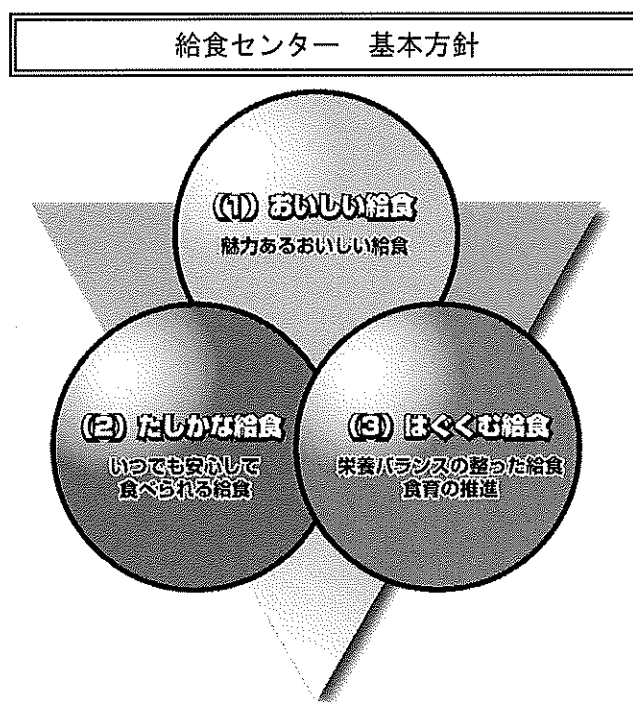 給食センター　基本方針
(1) おいしい給食
魅力あるおいしい給食
(2) たしかな給食
いつでも安心して
食べられる給食
(3) はぐくむ給食
栄養バランスの整った給食
食育の推進